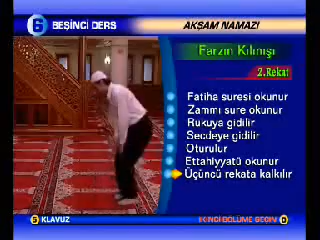 6 BEŞİNCİ DERS
AKŞAM NAMAZI
Farzın Kılınışı
2.Rekat
Fatiha suresi okunur
Zammı sure okunur
Rukuya gidilir
Secdeye gidilir
Oturulur
Ettahiyyatü okunur
Üçüncü rekata kalkılır
S KLAVUZ
İKİNCİ BÖLÜME GEÇİM D